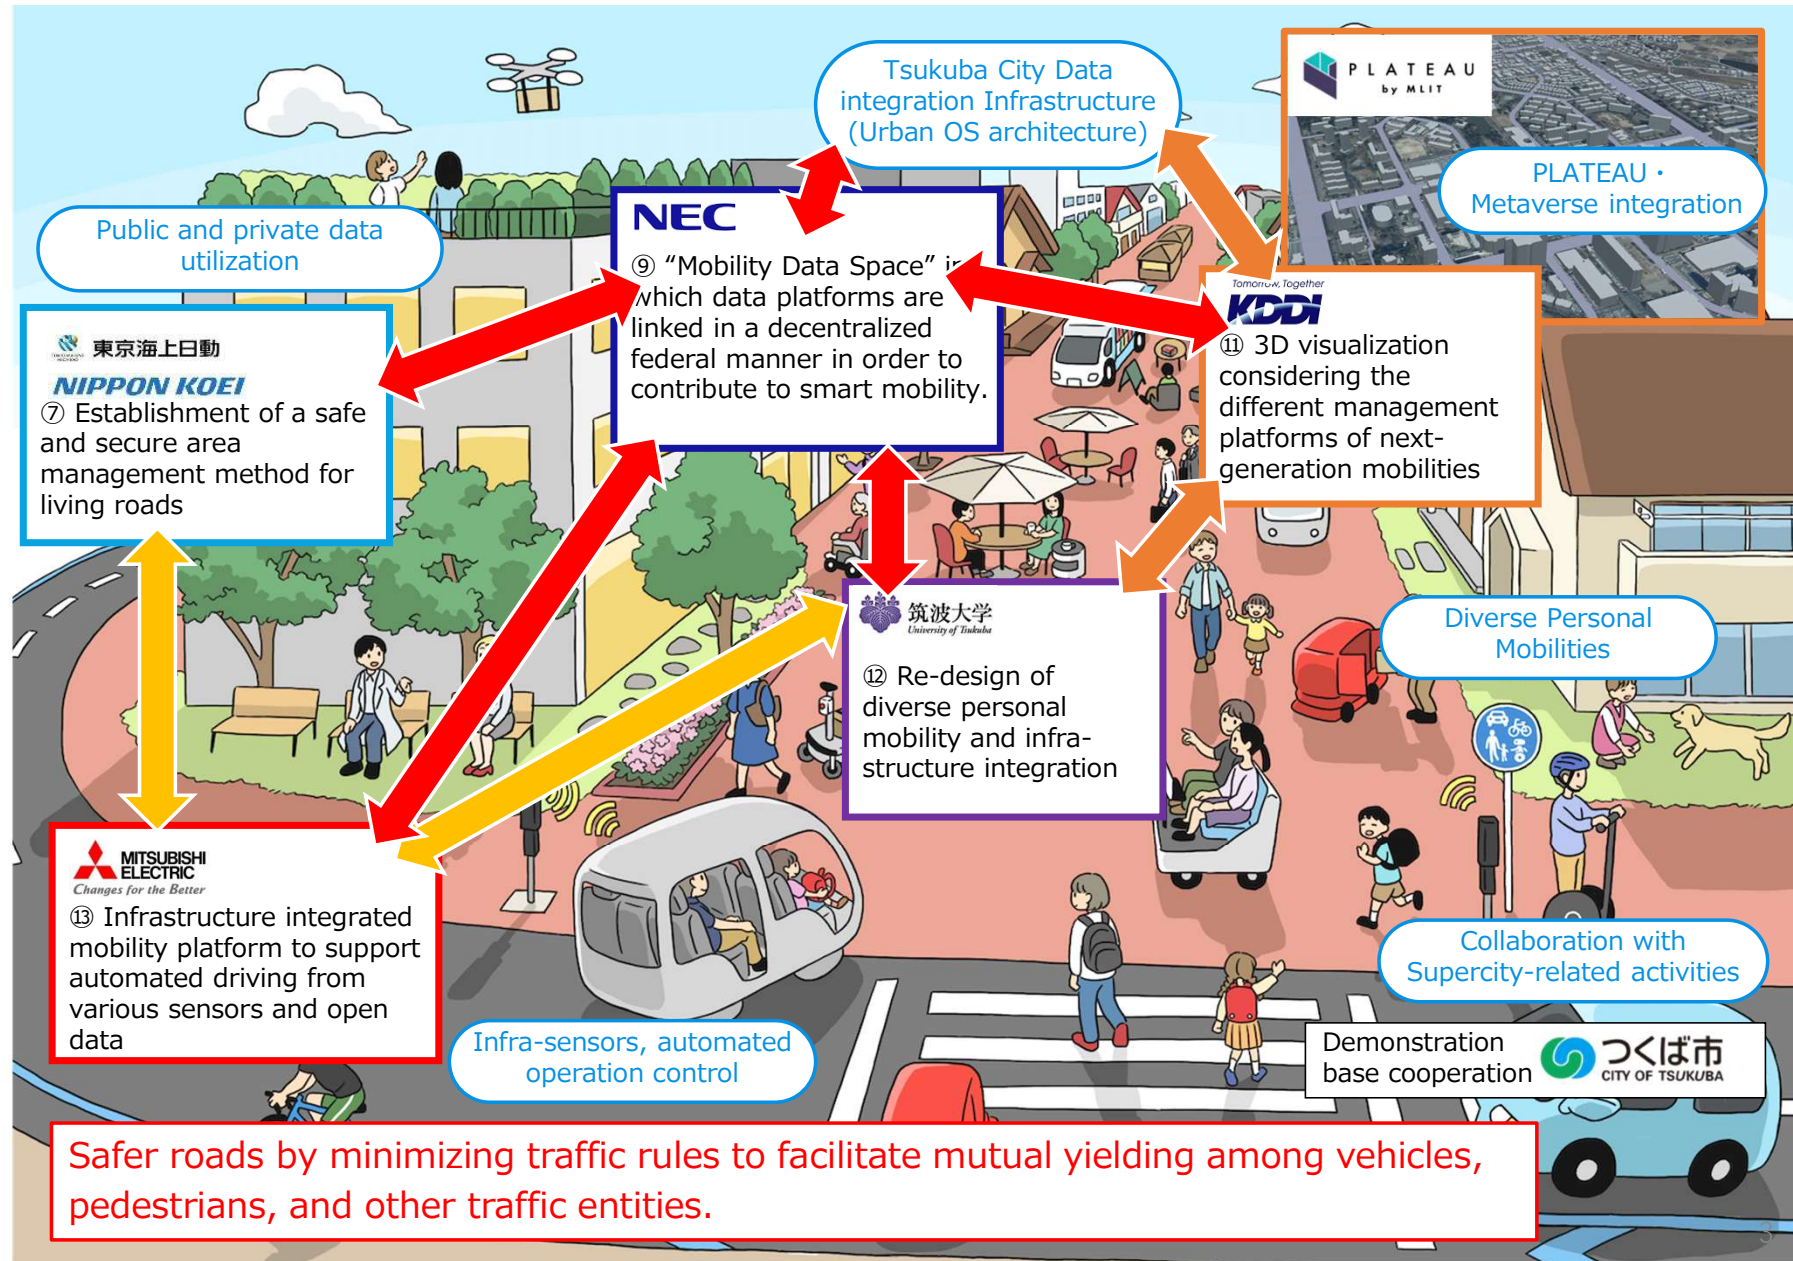 Tsukuba City Data
integration Infrastructure
(Urban OS architecture)
PLATEAU
by MLIT
PLATEAU・
Metaverse integration
Public and private data
utilization
NEC
⑨ “Mobility Data Space” in
which data platforms are
linked in a decentralized
federal manner in order to
contribute to smart mobility.
Tomorrow, Together
KDDI
⑪ 3D visualization
considering the
different management
platforms of next-
generation mobilities
東京海上日動
NIPPON KOEI
⑦ Establishment of a safe
and secure area
management method for
living roads
筑波大学
University of Tsukuba
⑫ Re-design of
diverse personal
mobility and infra-
structure integration
Diverse Personal
Mobilities
MITSUBISHI
ELECTRIC
Changes for the Better
⑬ Infrastructure integrated
mobility platform to support
automated driving from
various sensors and open
data
Infra-sensors, automated
operation control
Collaboration with
Supercity-related activities
Demonstration
base cooperation
つくば市
CITY OF TSUKUBA
Safer roads by minimizing traffic rules to facilitate mutual yielding among vehicles,
pedestrians, and other traffic entities.
3